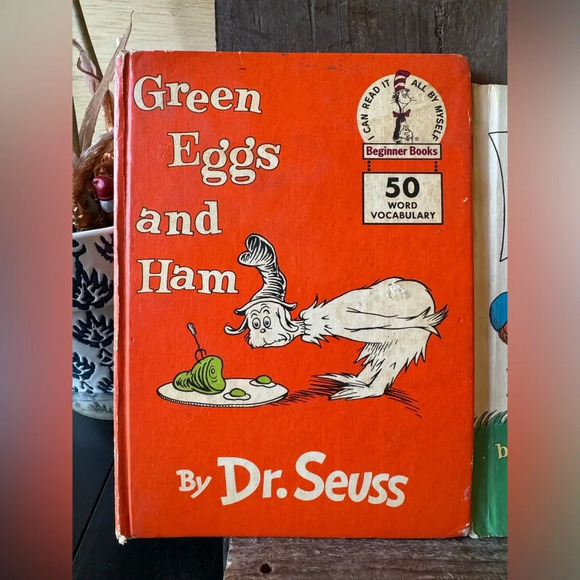 Green
Eggs
and
Ham
I CAN READ IT ALL BY MYSELF
Beginner Books
50
WORD
VOCABULARY
By Dr. Seuss
b